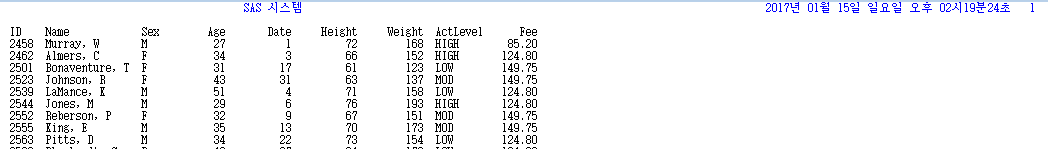 SAS 시스템 2017년 01월 15일 일요일 오후 02시19분24초 1
ID Name Sex Age Date Height Weight ActLevel Fee
2458 Murray, W M 27 1 72 168 HIGH 85.20
2462 Almers, C F 34 3 66 152 HIGH 124.80
2501 Bonaventure, T F 31 17 61 123 LOW 149.75
2523 Johnson, R F 43 31 63 137 MOD 149.75
2539 LaMance, K M 51 4 71 158 LOW 124.80
2544 Jones, M M 29 6 76 193 HIGH 124.80
2552 Reberson, P F 32 9 67 151 MOD 149.75
2555 King, E M 35 13 70 173 MOD 149.75
2563 Pitts, D M 34 22 73 154 LOW 124.80